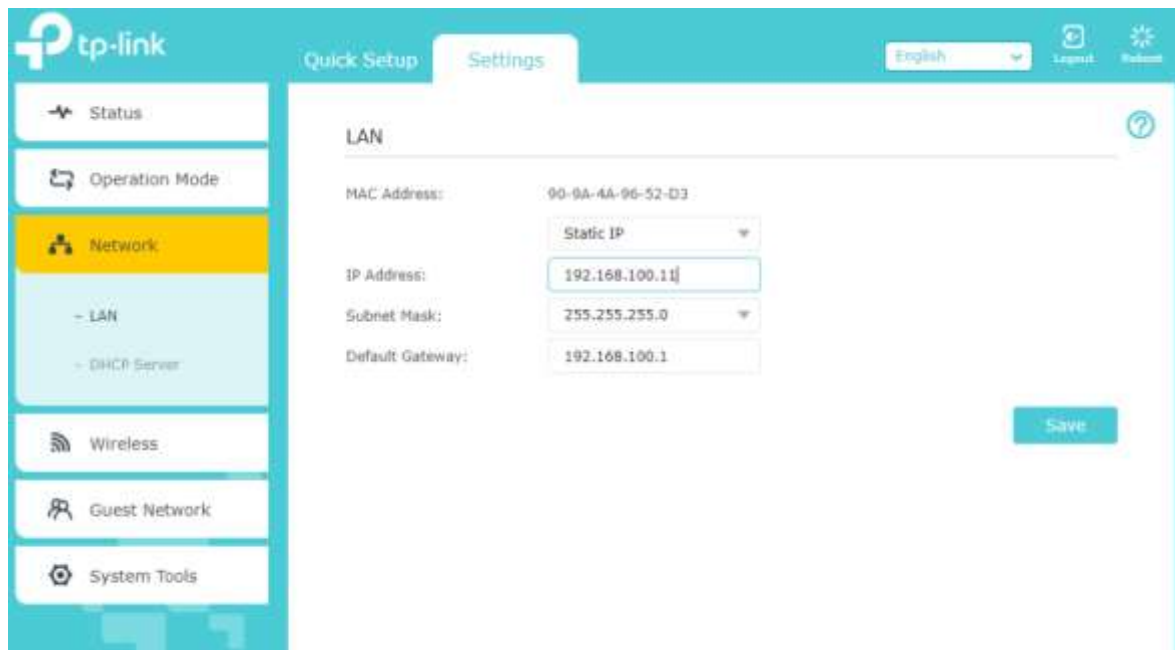 tp-link
Quick Setup
Settings
English
Logout
Reboot
Status
Operation Mode
Network
- LAN
- DHCP Server
Wireless
Guest Network
System Tools
LAN
MAC Address: 90-9A-4A-96-52-D3
Static IP
IP Address: 192.168.100.11
Subnet Mask: 255.255.255.0
Default Gateway: 192.168.100.1
Save